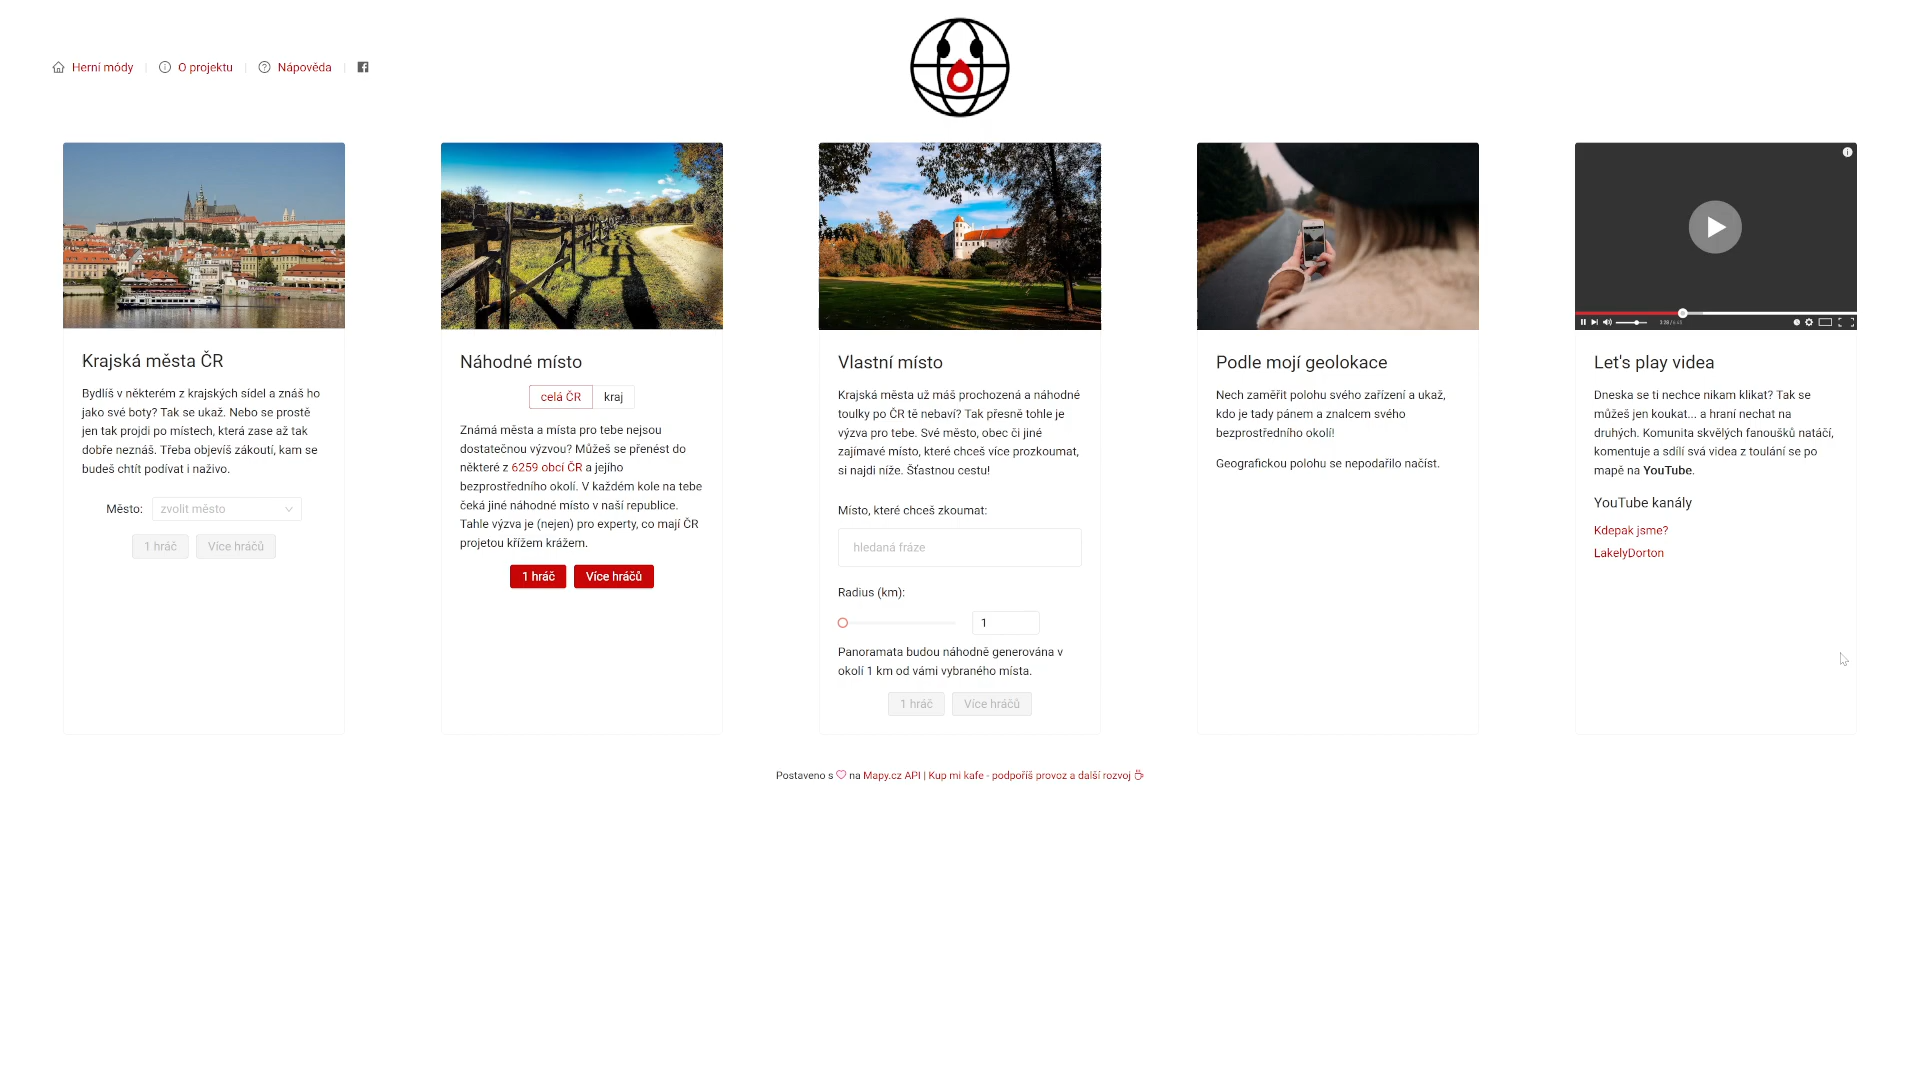 Herní módy
O projektu
Nápověda
Krajská města ČR
Bydlíš v některém z krajských sídel a znáš ho
jako své boty? Tak se ukaž. Nebo se prostě
jen tak projdi po místech, která zase až tak
dobře neznáš. Třeba objevíš zákoutí, kam se
budeš chtít podívat i naživo.
Město: zvolit město
1 hráč Více hráčů
Náhodné místo
celá ČR kraj
Známá města a místa pro tebe nejsou
dostatečnou výzvou? Můžeš se přenést do
některé z 6259 obcí ČR a jejího
bezprostředního okolí. V každém kole na tebe
čeká jiné náhodné místo v naší republice.
Tahle výzva je (nejen) pro experty, co mají ČR
projetou křížem krážem.
1 hráč Více hráčů
Vlastní místo
Krajská města už máš prochozená a náhodné
toulky po ČR tě nebaví? Tak přesně tohle je
výzva pro tebe. Své město, obec či jiné
zajímavé místo, které chceš více prozkoumat,
si najdi níže. Šťastnou cestu!
Místo, které chceš zkoumat:
hledaná fráze
Radius (km):
1
Panoramata budou náhodně generována v
okolí 1 km od vámi vybraného místa.
1 hráč Více hráčů
Podle mojí geolokace
Nech zaměřit polohu svého zařízení a ukaž,
kdo je tady pánem a znalcem svého
bezprostředního okolí!
Geografickou polohu se nepodařilo načíst.
Let's play videa
Dneska se ti nechce nikam klikat? Tak se
můžeš jen koukat... a hraní nechat na
druhých. Komunita skvělých fanoušků natáčí,
komentuje a sdílí svá videa z toulání se po
mapě na YouTube.
YouTube kanály
Kdepak jsme?
LakelyDorton
Postaveno s na Mapy.cz API | Kup mi kafe - podpoříš provoz a další rozvoj